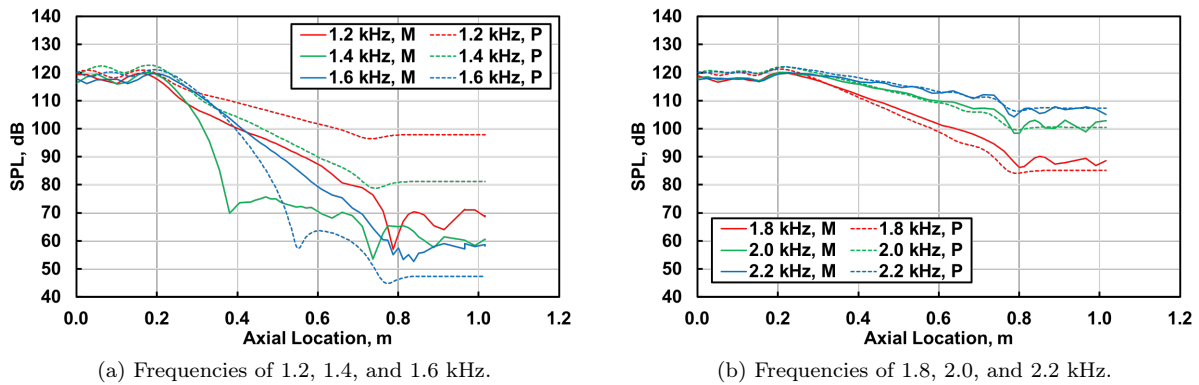 140
130
120
110
100
90
80
70
60
50
40
SPL, dB
1.2 kHz, M
1.2 kHz, P
1.4 kHz, M
1.4 kHz, P
1.6 kHz, M
1.6 kHz, P
0.0 0.2 0.4 0.6 0.8 1.0 1.2
Axial Location, m
(a) Frequencies of 1.2, 1.4, and 1.6 kHz.
140
130
120
110
100
90
80
70
60
50
40
SPL, dB
1.8 kHz, M
1.8 kHz, P
2.0 kHz, M
2.0 kHz, P
2.2 kHz, M
2.2 kHz, P
0.0 0.2 0.4 0.6 0.8 1.0 1.2
Axial Location, m
(b) Frequencies of 1.8, 2.0, and 2.2 kHz.